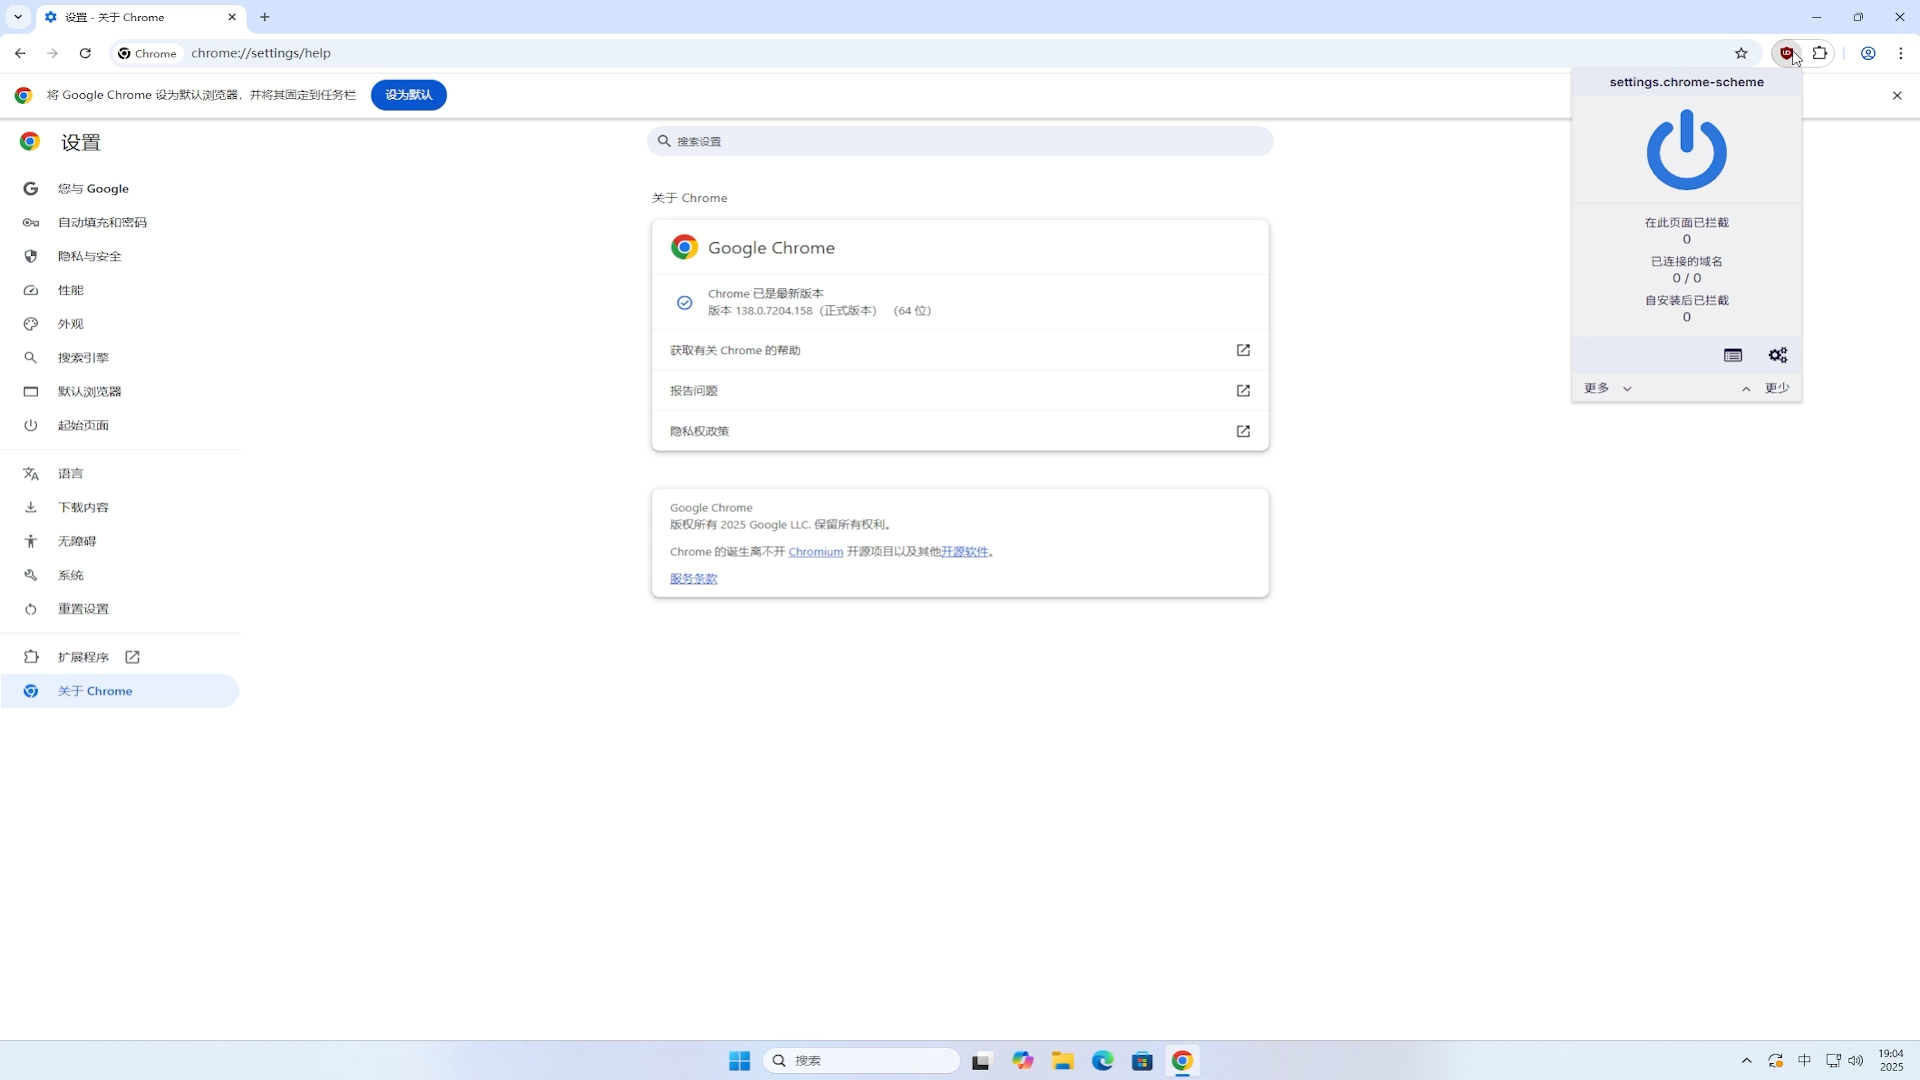 设置 - 关于 Chrome
Chrome
chrome://settings/help
将 Google Chrome 设为默认浏览器，并将其固定到任务栏
设为默认
设置
搜索设置
您与 Google
自动填充和密码
隐私与安全
性能
外观
搜索引擎
默认浏览器
起始页面
语言
下载内容
无障碍
系统
重置设置
扩展程序
关于 Chrome
关于 Chrome
Google Chrome
Chrome 已是最新版本
版本 138.0.7204.158（正式版本） （64 位）
获取有关 Chrome 的帮助
报告问题
隐私权政策
Google Chrome
版权所有 2025 Google LLC. 保留所有权利。
Chrome 的诞生离不开 Chromium 开源项目以及其他开源软件。
服务条款
settings.chrome-scheme
在此页面已拦截
0
已连接的域名
0 / 0
自安装后已拦截
0
更多
更少
搜索
中
19:04
2025